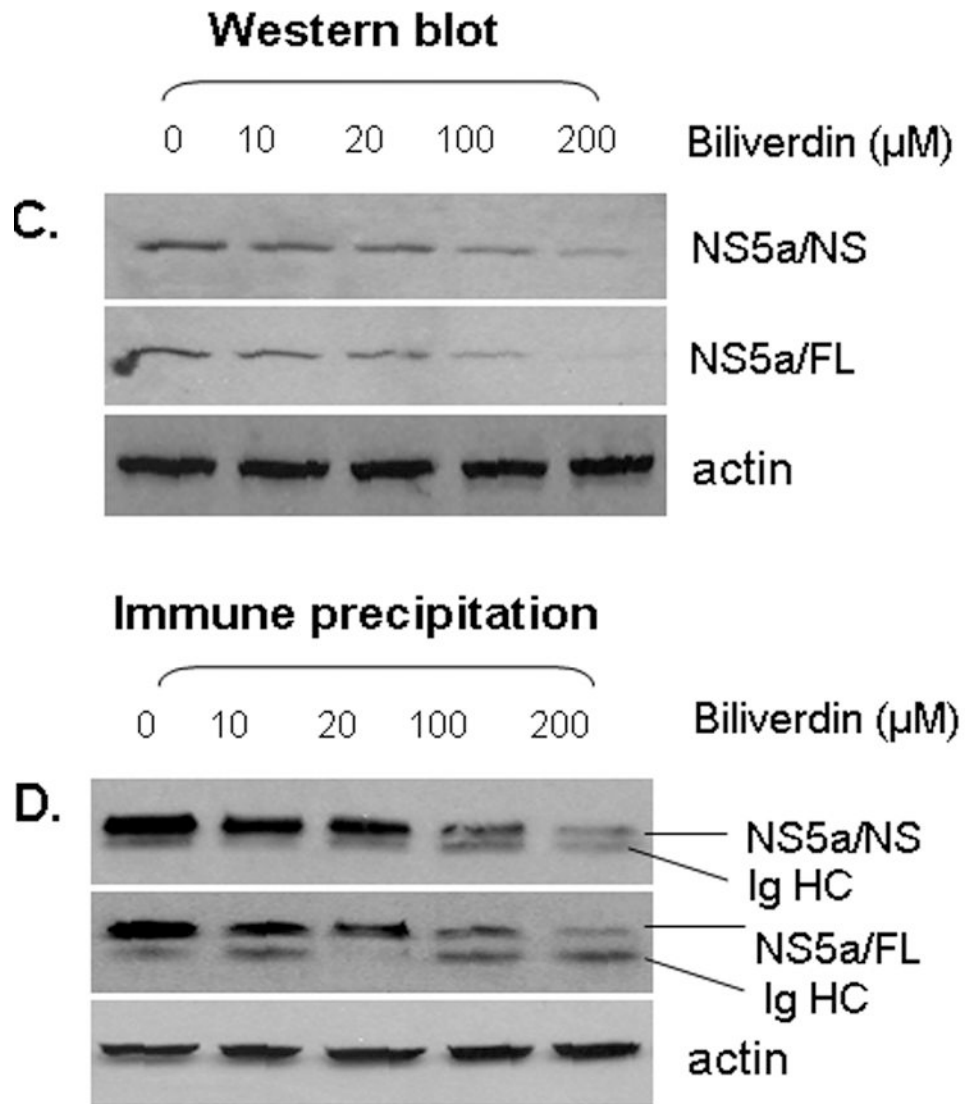 Western blot
0 10 20 100 200 Biliverdin (µM)
C.
NS5a/NS
NS5a/FL
actin
Immune precipitation
0 10 20 100 200 Biliverdin (µM)
D.
NS5a/NS
Ig HC
NS5a/FL
Ig HC
actin